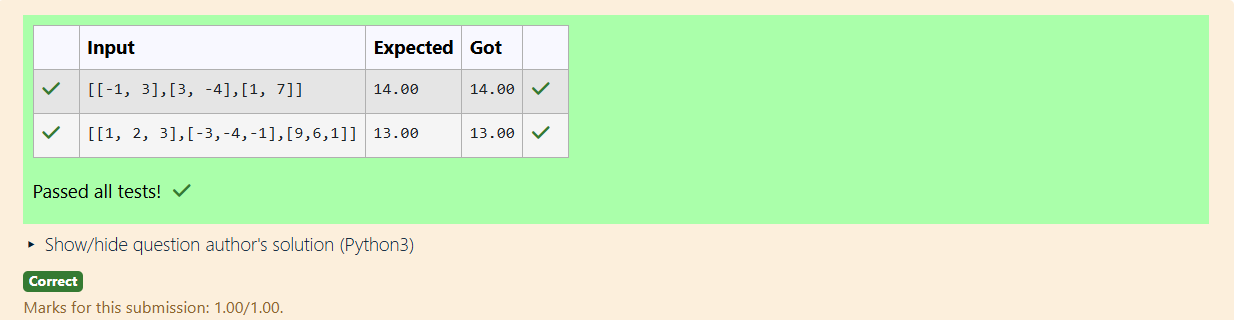 Input Expected Got
[[-1, 3],[3, -4],[1, 7]] 14.00 14.00
[[1, 2, 3],[-3,-4,-1],[9,6,1]] 13.00 13.00
Passed all tests!
Show/hide question author's solution (Python3)
Correct
Marks for this submission: 1.00/1.00.